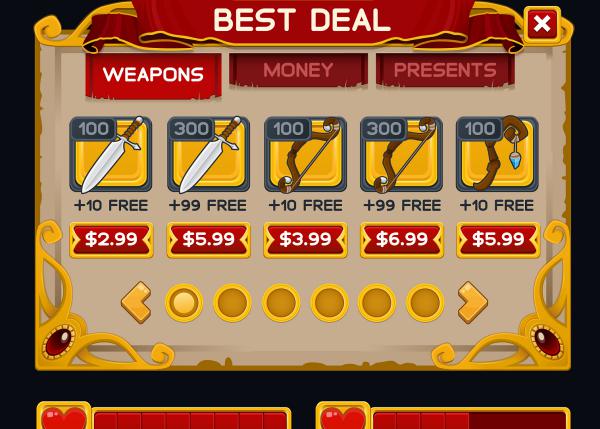 BEST DEAL
WEAPONS MONEY PRESENTS
100 300 100 300 100
+10 FREE +99 FREE +10 FREE +99 FREE +10 FREE
$2.99 $5.99 $3.99 $6.99 $5.99